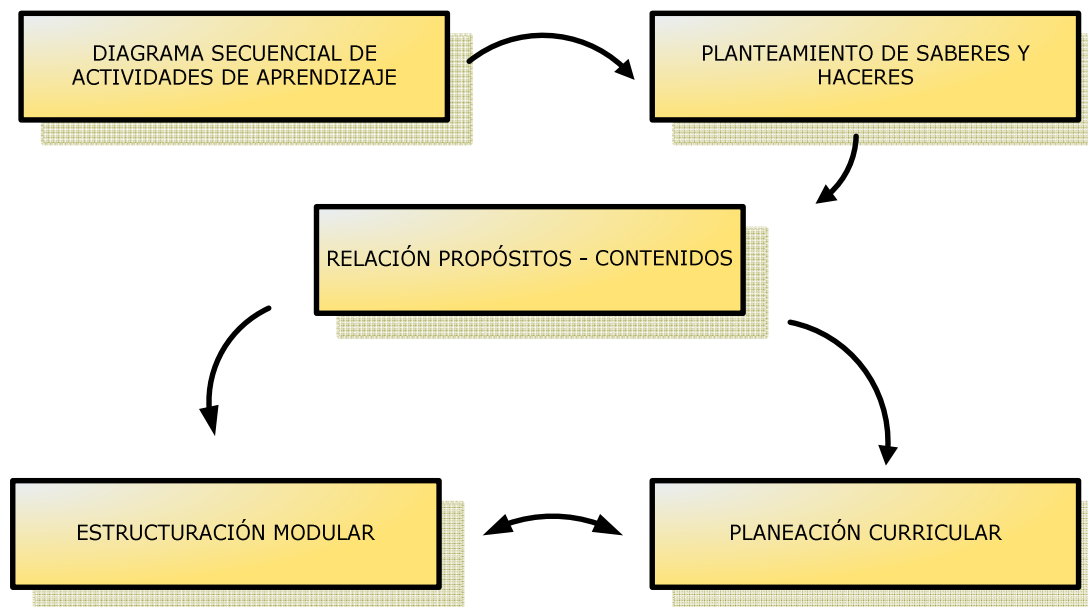 DIAGRAMA SECUENCIAL DE
ACTIVIDADES DE APRENDIZAJE
PLANTEAMIENTO DE SABERES Y
HACERES
RELACIÓN PROPÓSITOS - CONTENIDOS
ESTRUCTURACIÓN MODULAR
PLANEACIÓN CURRICULAR